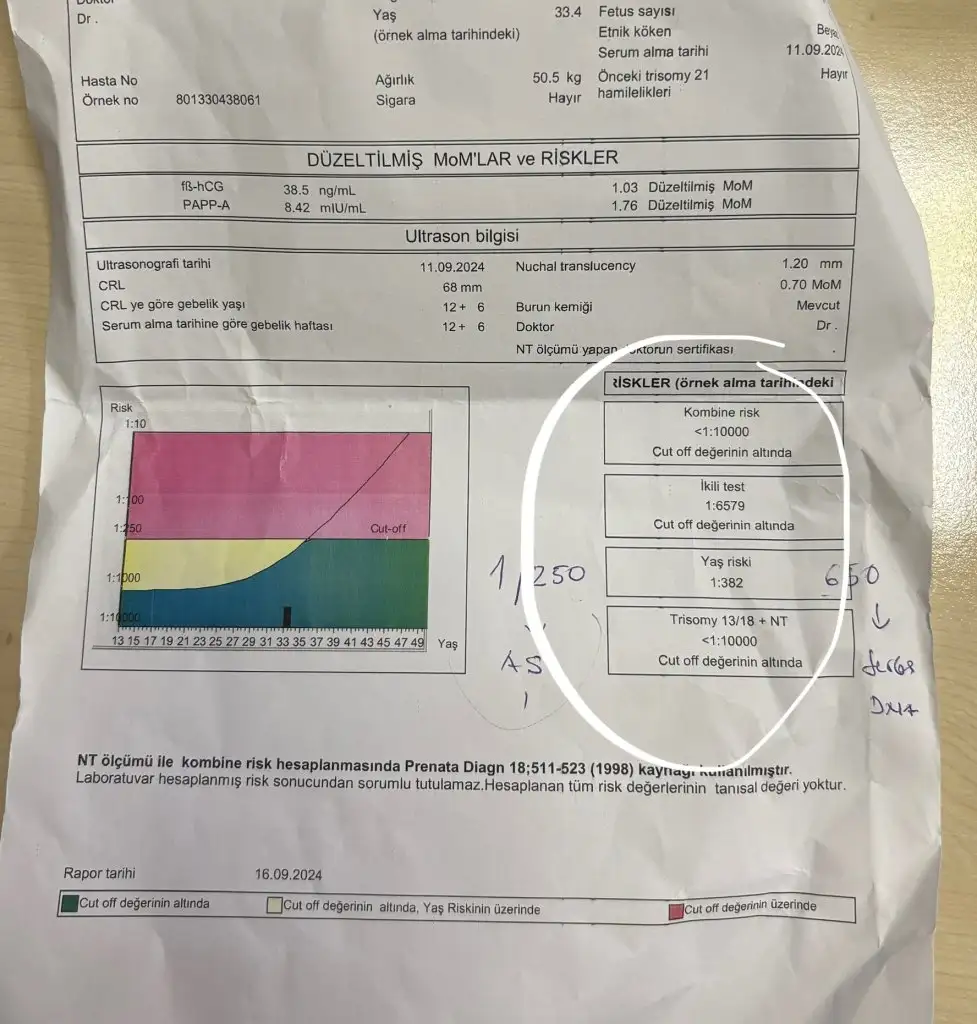 Dr .
Yaş 33.4
(örnek alma tarihindeki)
Fetus sayısı
Etnik köken
Serum alma tarihi 11.09.202
Hasta No
Örnek no 801330438061
Ağırlık 50.5 kg
Sigara Hayır
Önceki trisomy 21 Hayır
hamilelikleri
DÜZELTİLMİŞ MoM'LAR ve RİSKLER
fß-hCG 38.5 ng/mL 1.03 Düzeltilmiş MoM
PAPP-A 8.42 mIU/mL 1.76 Düzeltilmiş MoM
Ultrason bilgisi
Ultrasonografi tarihi 11.09.2024
CRL 68 mm
CRL ye göre gebelik yaşı 12 + 6
Serum alma tarihine göre gebelik haftası 12 + 6
Nuchal translucency 1.20 mm
0.70 MoM
Burun kemiği Mevcut
Doktor Dr .
NT ölçümü yapan doktorun sertifikası .
RİSKLER (örnek alma tarihindeki
Kombine risk
<1:10000
Cut off değerinin altında
İkili test
1:6579
Cut off değerinin altında
Yaş riski
1:382
Trisomy 13/18 + NT
<1:10000
Cut off değerinin altında
Risk
1:10
1:100
1:250 Cut-off
1:1000
1:10000
13 15 17 19 21 23 25 27 29 31 33 35 37 39 41 43 45 47 49 Yaş
1/250
AS
650
↓
DNA
NT ölçümü ile kombine risk hesaplanmasında Prenata Diagn 18;511-523 (1998) kaynağı kullanılmıştır.
Laboratuvar hesaplanmış risk sonucundan sorumlu tutulamaz.Hesaplanan tüm risk değerlerinin tanısal değeri yoktur.
Rapor tarihi 16.09.2024
Cut off değerinin altında
Cut off değerinin altında, Yaş Riskinin üzerinde
Cut off değerinin üzerinde